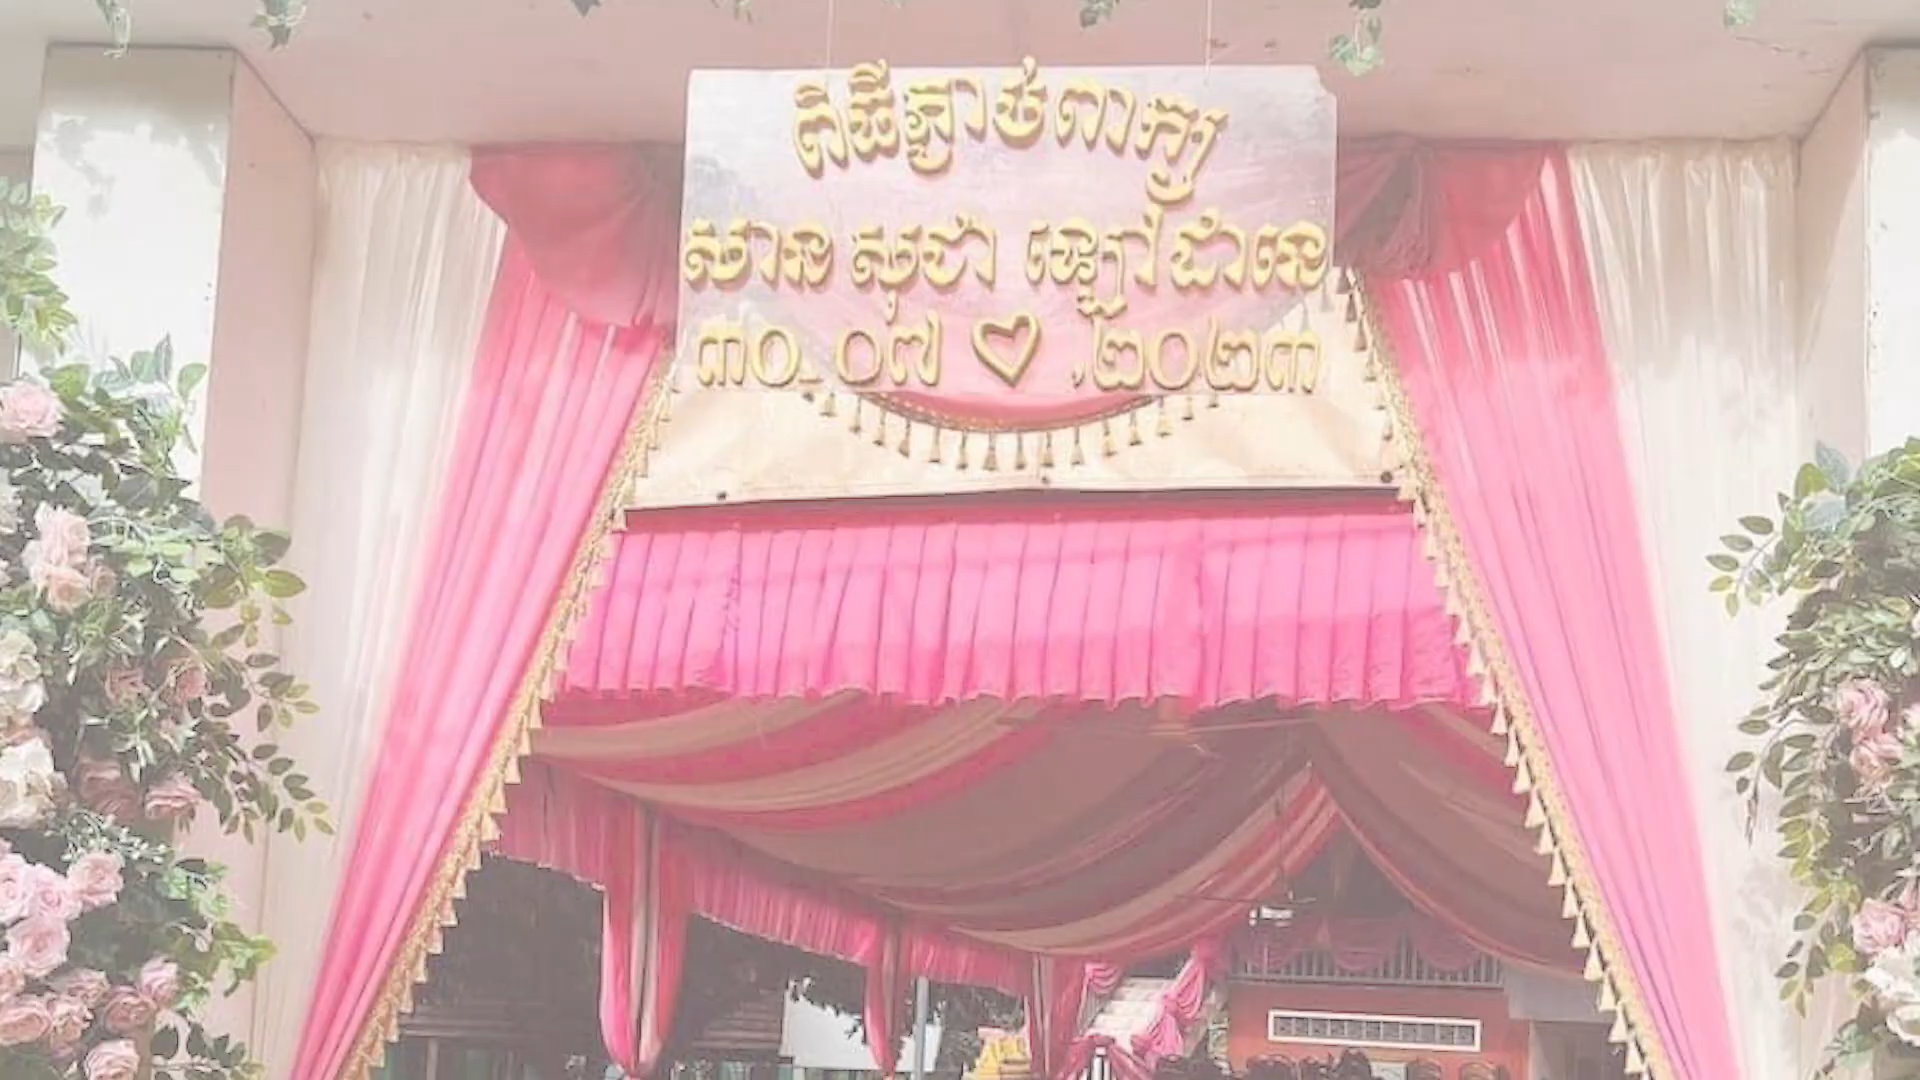 ពិធីភ្ជាប់ពាក្យ
សាន សុជា ឡៅ ដានេ
៣០. ០៧ ♡ .២០២៣